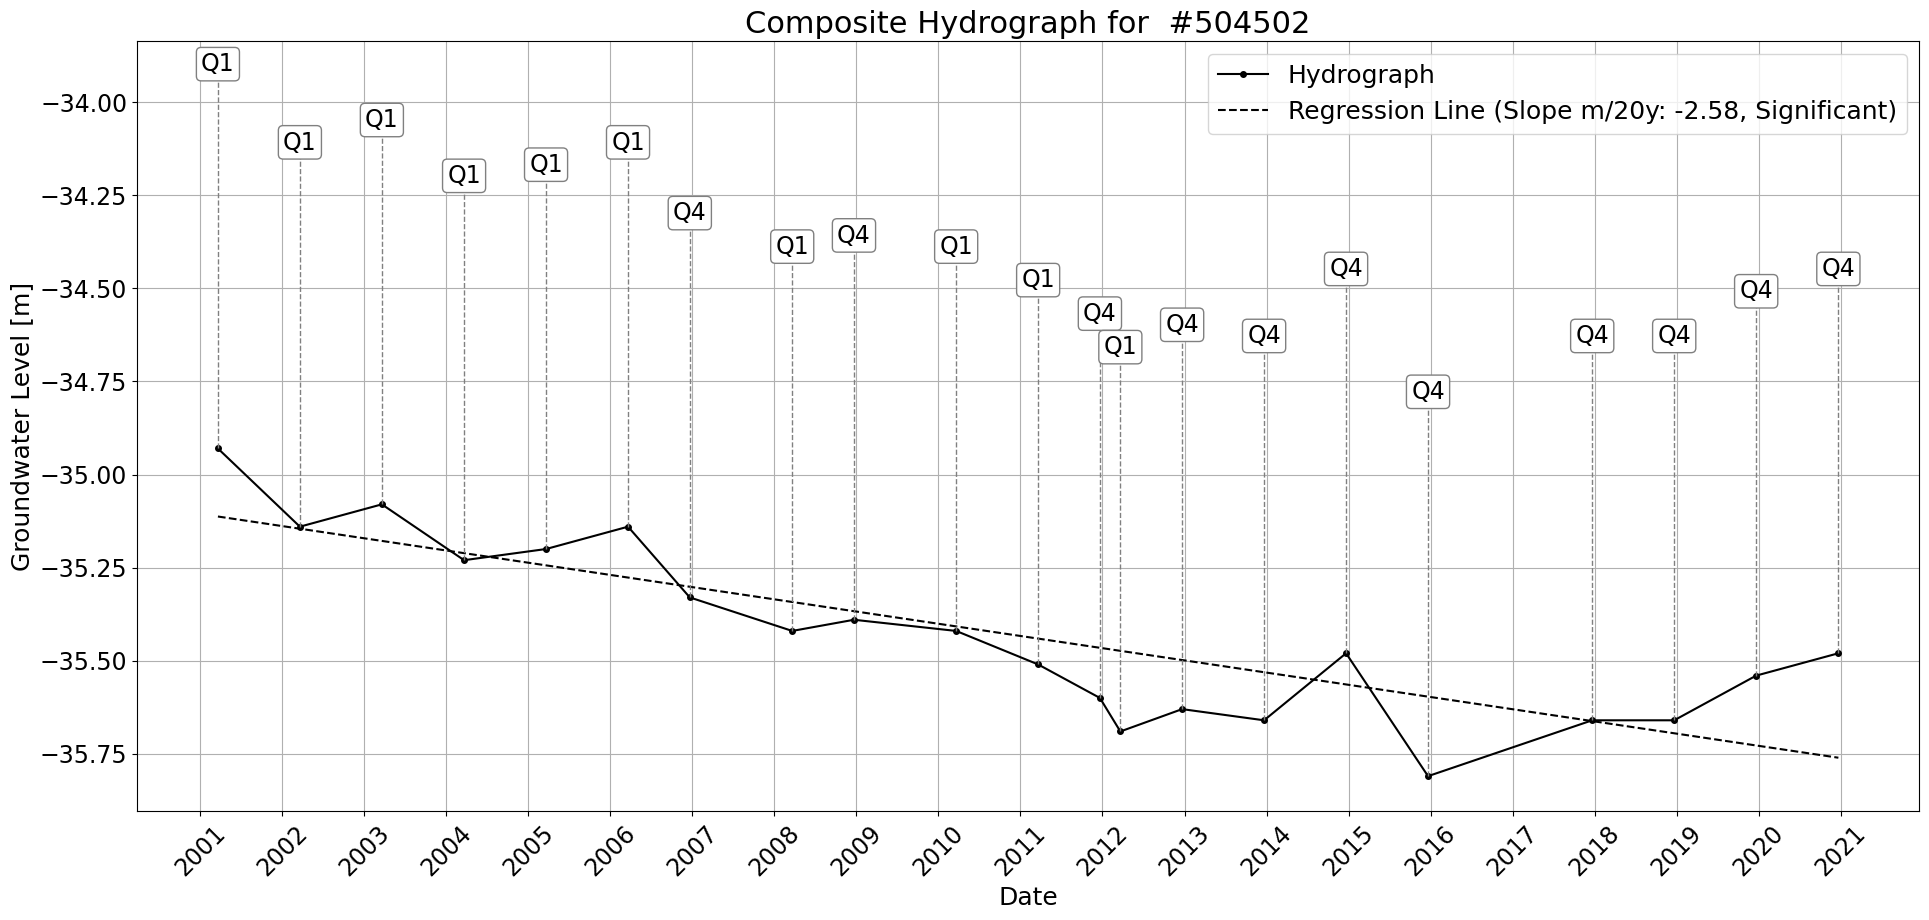 Composite Hydrograph for  #504502
Hydrograph
Regression Line (Slope m/20y: -2.58, Significant)
Q1
Q1
Q1
Q1
Q1
Q1
Q4
Q1
Q4
Q1
Q1
Q4
Q1
Q4
Q4
Q4
Q4
Q4
Q4
Q4
Q4
Groundwater Level [m]
−34.00
−34.25
−34.50
−34.75
−35.00
−35.25
−35.50
−35.75
2001
2002
2003
2004
2005
2006
2007
2008
2009
2010
2011
2012
2013
2014
2015
2016
2017
2018
2019
2020
2021
Date